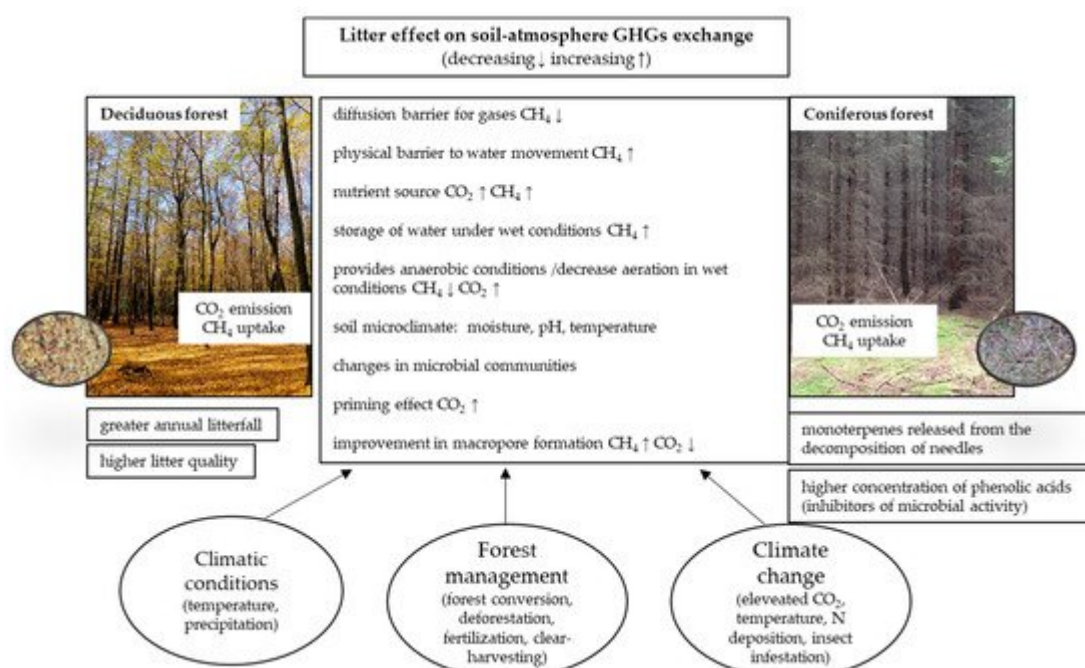 Litter effect on soil-atmosphere GHGs exchange
(decreasing ↓ increasing ↑)
Deciduous forest
CO₂ emission
CH₄ uptake
greater annual litterfall
higher litter quality
diffusion barrier for gases CH₄ ↓
physical barrier to water movement CH₄ ↑
nutrient source CO₂ ↑ CH₄ ↑
storage of water under wet conditions CH₄ ↑
provides anaerobic conditions /decrease aeration in wet
conditions CH₄ ↓ CO₂ ↑
soil microclimate: moisture, pH, temperature
changes in microbial communities
priming effect CO₂ ↑
improvement in macropore formation CH₄ ↑ CO₂ ↓
Coniferous forest
CO₂ emission
CH₄ uptake
monoterpenes released from the
decomposition of needles
higher concentration of phenolic acids
(inhibitors of microbial activity)
Climatic
conditions
(temperature,
precipitation)
Forest
management
(forest conversion,
deforestation,
fertilization, clear-
harvesting)
Climate
change
(eleveated CO₂,
temperature, N
deposition, insect
infestation)